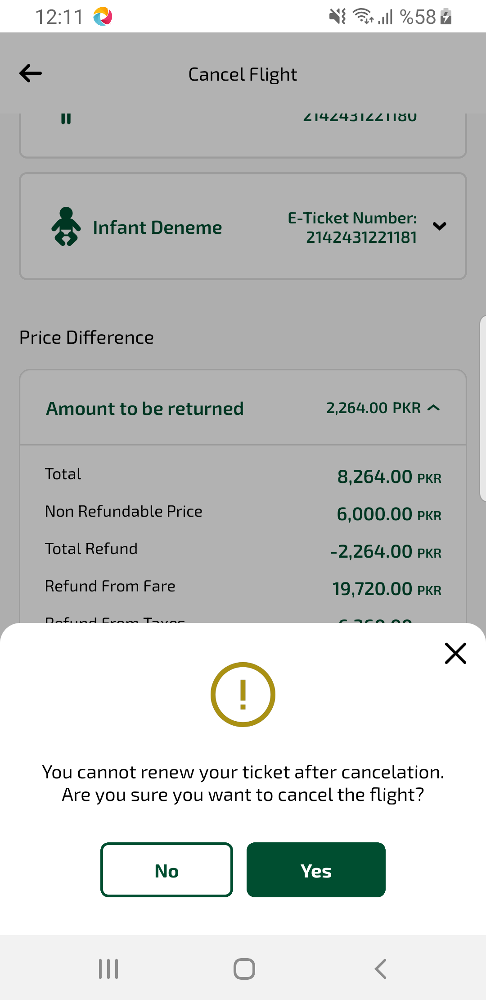 12:11
%58
Cancel Flight
2142431221180
Infant Deneme
E-Ticket Number:
2142431221181
Price Difference
Amount to be returned
2,264.00 PKR
Total
8,264.00 PKR
Non Refundable Price
6,000.00 PKR
Total Refund
-2,264.00 PKR
Refund From Fare
19,720.00 PKR
Refund From Taxes
You cannot renew your ticket after cancelation.
Are you sure you want to cancel the flight?
No
Yes